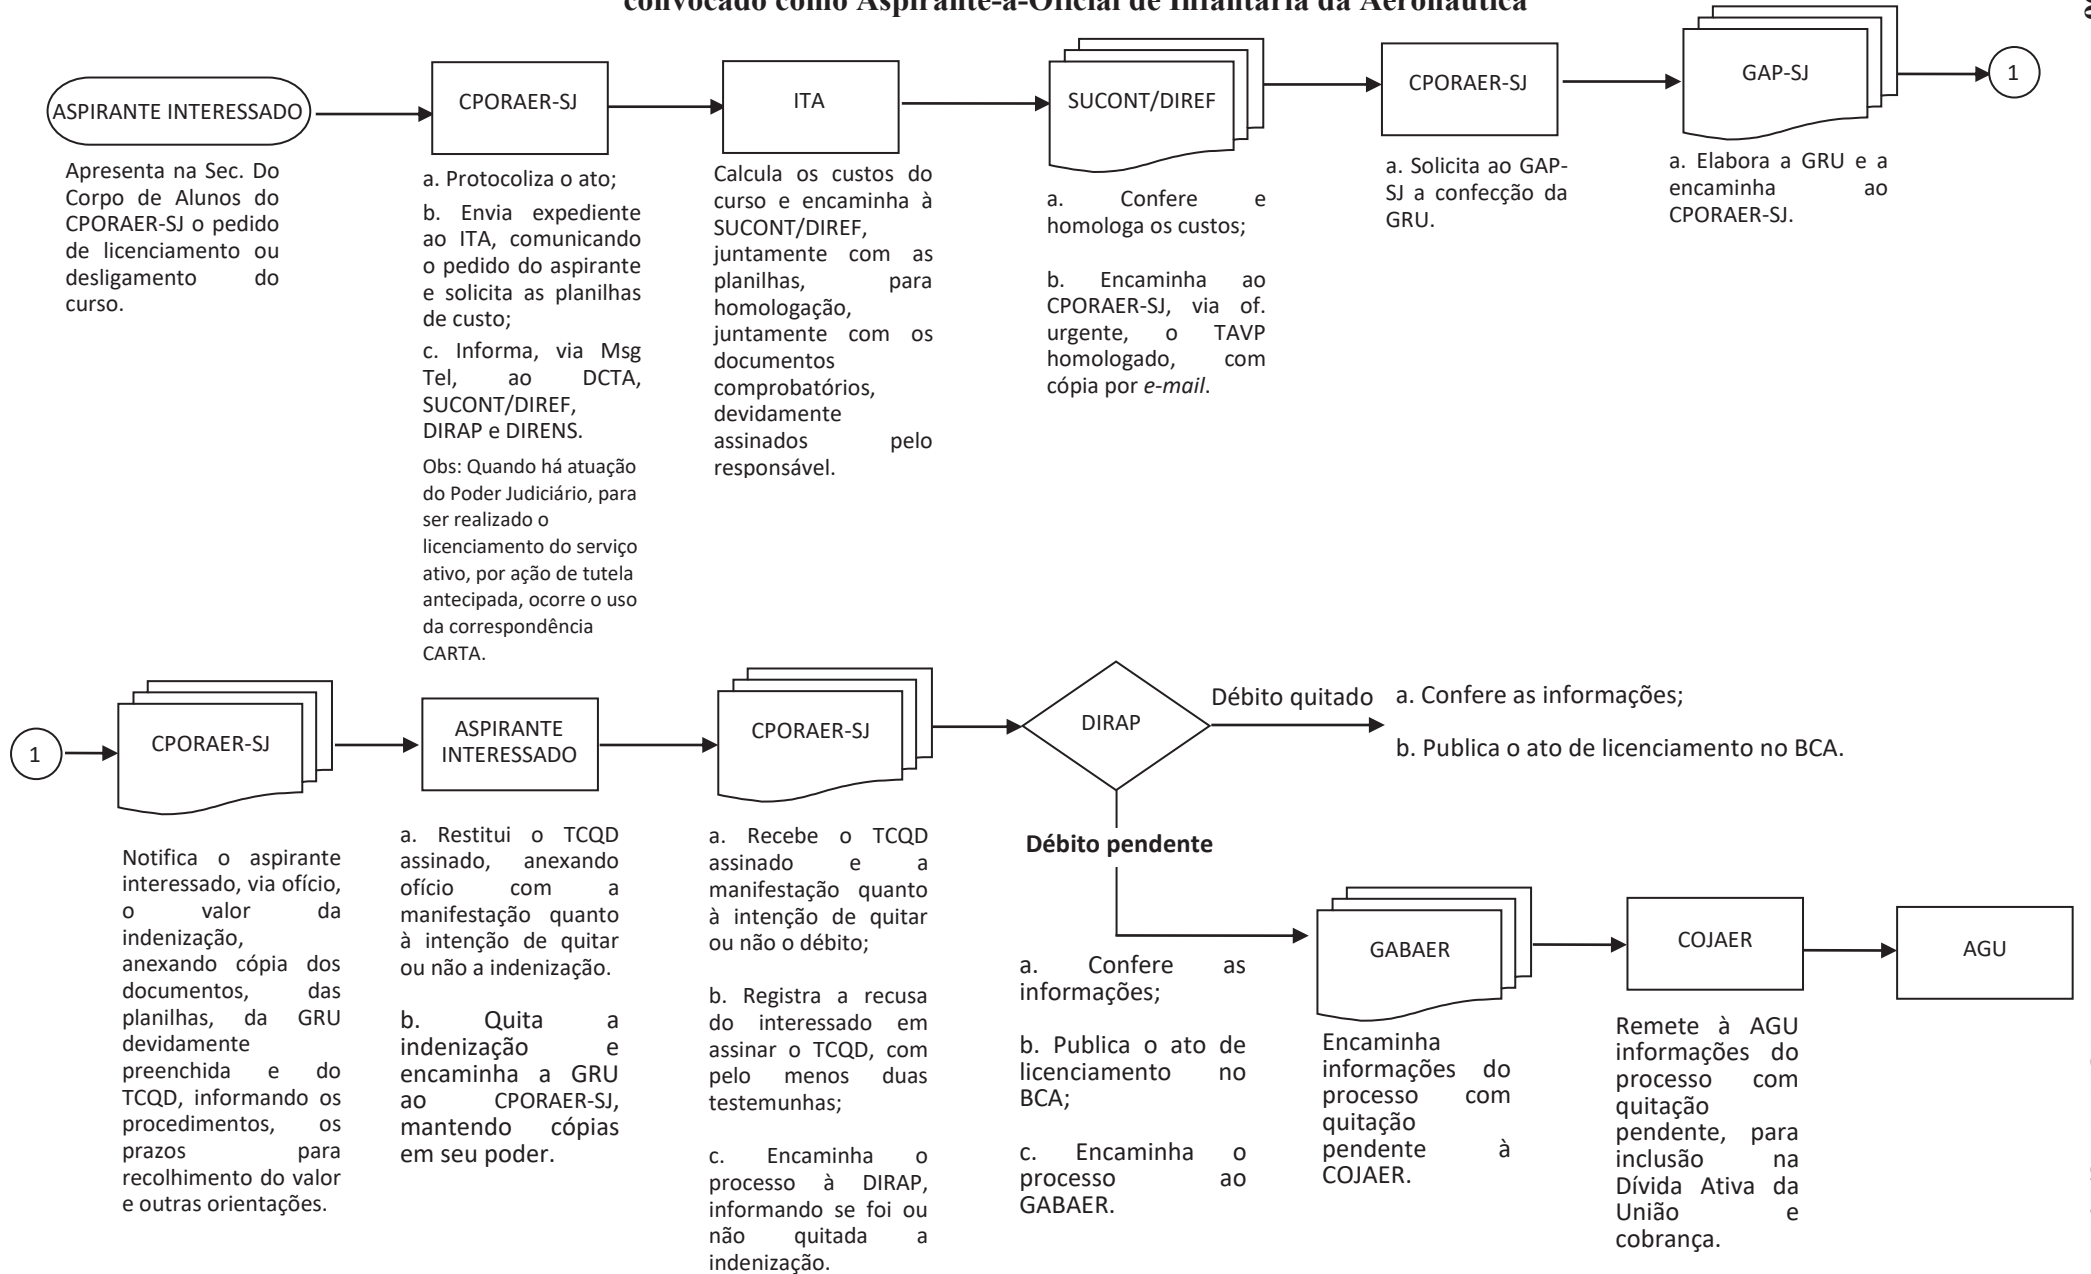 convocado como Aspirante-a-Oficial de Infantaria da Aeronáutica
ASPIRANTE INTERESSADO
Apresenta na Sec. Do
Corpo de Alunos do
CPORAER-SJ o pedido
de licenciamento ou
desligamento do
curso.
CPORAER-SJ
a. Protocoliza o ato;
b. Envia expediente
ao ITA, comunicando
o pedido do aspirante
e solicita as planilhas
de custo;
c. Informa, via Msg
Tel, ao DCTA,
SUCONT/DIREF,
DIRAP e DIRENS.
Obs: Quando há atuação
do Poder Judiciário, para
ser realizado o
licenciamento do serviço
ativo, por ação de tutela
antecipada, ocorre o uso
da correspondência
CARTA.
ITA
Calcula os custos do
curso e encaminha à
SUCONT/DIREF,
juntamente com as
planilhas, para
homologação,
juntamente com os
documentos
comprobatórios,
devidamente
assinados pelo
responsável.
SUCONT/DIREF
a. Confere e
homologa os custos;
b. Encaminha ao
CPORAER-SJ, via of.
urgente, o TAVP
homologado, com
cópia por e-mail.
CPORAER-SJ
a. Solicita ao GAP-
SJ a confecção da
GRU.
GAP-SJ
a. Elabora a GRU e a
encaminha ao
CPORAER-SJ.
1
1
CPORAER-SJ
Notifica o aspirante
interessado, via ofício,
o valor da
indenização,
anexando cópia dos
documentos, das
planilhas, da GRU
devidamente
preenchida e do
TCQD, informando os
procedimentos, os
prazos para
recolhimento do valor
e outras orientações.
ASPIRANTE
INTERESSADO
a. Restitui o TCQD
assinado, anexando
ofício com a
manifestação quanto
à intenção de quitar
ou não a indenização.
b. Quita a
indenização e
encaminha a GRU
ao CPORAER-SJ,
mantendo cópias
em seu poder.
CPORAER-SJ
a. Recebe o TCQD
assinado e a
manifestação quanto
à intenção de quitar
ou não o débito;
b. Registra a recusa
do interessado em
assinar o TCQD, com
pelo menos duas
testemunhas;
c. Encaminha o
processo à DIRAP,
informando se foi ou
não quitada a
indenização.
DIRAP
Débito quitado
a. Confere as informações;
b. Publica o ato de licenciamento no BCA.
Débito pendente
a. Confere as
informações;
b. Publica o ato de
licenciamento no
BCA;
c. Encaminha o
processo ao
GABAER.
GABAER
Encaminha
informações do
processo com
quitação
pendente à
COJAER.
COJAER
Remete à AGU
informações do
processo com
quitação
pendente, para
inclusão na
Dívida Ativa da
União e
cobrança.
AGU